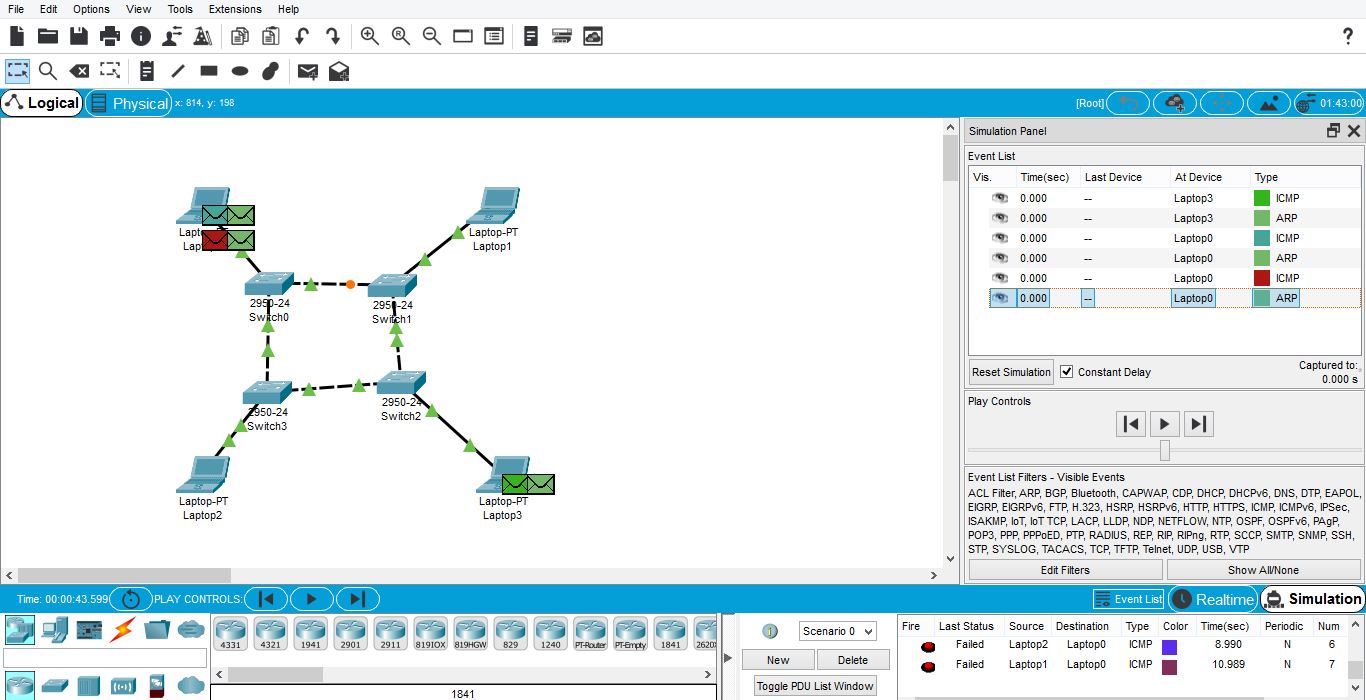 File Edit Options View Tools Extensions Help
?
Logical Physical x: 814, y: 198 [Root] 01:43:00
Simulation Panel
Event List
Vis. Time(sec) Last Device At Device Type
0.000 -- Laptop3 ICMP
0.000 -- Laptop3 ARP
0.000 -- Laptop0 ICMP
0.000 -- Laptop0 ARP
0.000 -- Laptop0 ICMP
0.000 -- Laptop0 ARP
Reset Simulation Constant Delay Captured to:
0.000 s
Play Controls
Event List Filters - Visible Events
ACL Filter, ARP, BGP, Bluetooth, CAPWAP, CDP, DHCP, DHCPv6, DNS, DTP, EAPOL,
EIGRP, EIGRPv6, FTP, H.323, HSRP, HSRPv6, HTTP, HTTPS, ICMP, ICMPv6, IPSec,
ISAKMP, IoT, IoT TCP, LACP, LLDP, NDP, NETFLOW, NTP, OSPF, OSPFv6, PAgP,
POP3, PPP, PPPoED, PTP, RADIUS, REP, RIP, RIPng, RTP, SCCP, SMTP, SNMP, SSH,
STP, SYSLOG, TACACS, TCP, TFTP, Telnet, UDP, USB, VTP
Edit Filters Show All/None
Laptop-PT
Laptop1
2950-24
Switch0
2950-24
Switch1
2950-24
Switch3
2950-24
Switch2
Laptop-PT
Laptop2
Laptop-PT
Laptop3
Time: 00:00:43.599 PLAY CONTROLS: Event List Realtime Simulation
4331 4321 1941 2901 2911 819IOX 819HGW 829 1240 PT-Router PT-Empty 1841 2620X
1841
Scenario 0
New Delete
Toggle PDU List Window
Fire Last Status Source Destination Type Color Time(sec) Periodic Num
Failed Laptop2 Laptop0 ICMP 8.990 N 6
Failed Laptop1 Laptop0 ICMP 10.989 N 7